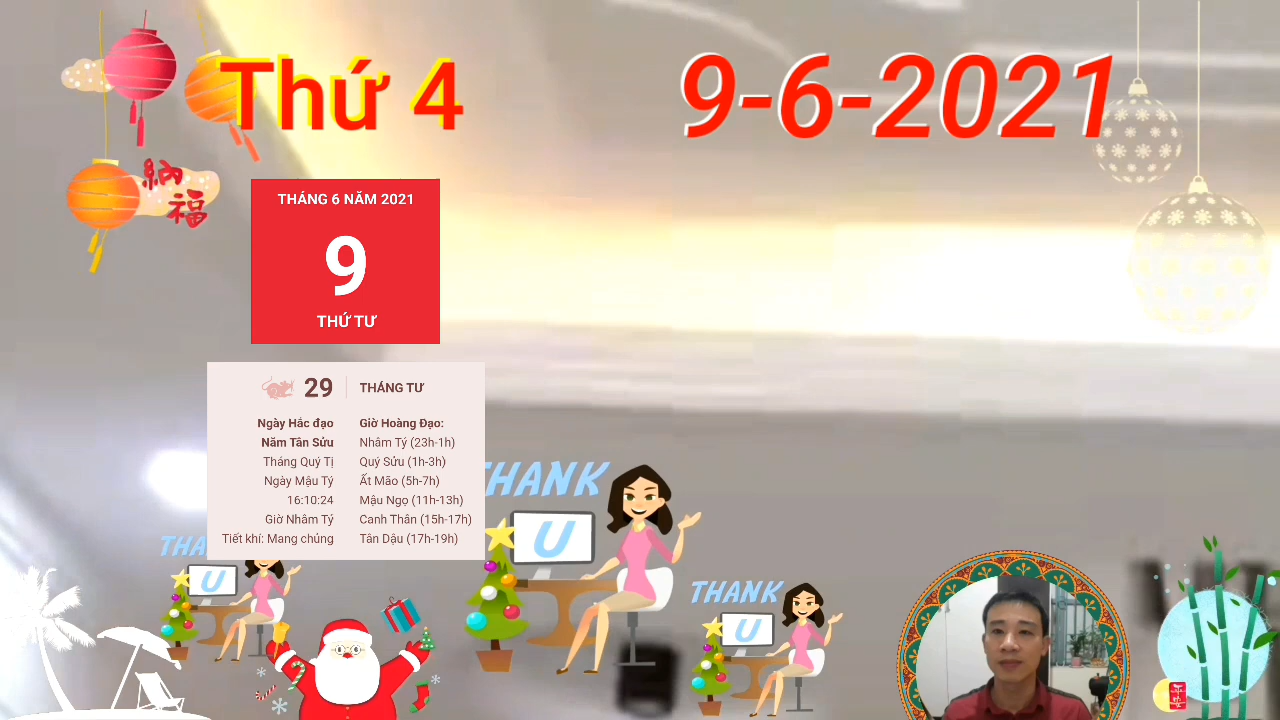 Thứ 4
9-6-2021
納
福
THÁNG 6 NĂM 2021
9
THỨ TƯ
29
THÁNG TƯ
Ngày Hắc đạo
Năm Tân Sửu
Tháng Quý Tị
Ngày Mậu Tý
16:10:24
Giờ Nhâm Tý
Tiết khí: Mang chủng
Giờ Hoàng Đạo:
Nhâm Tý (23h-1h)
Quý Sửu (1h-3h)
Ất Mão (5h-7h)
Mậu Ngọ (11h-13h)
Canh Thân (15h-17h)
Tân Dậu (17h-19h)
THANK
U
THA
U
THANK
U